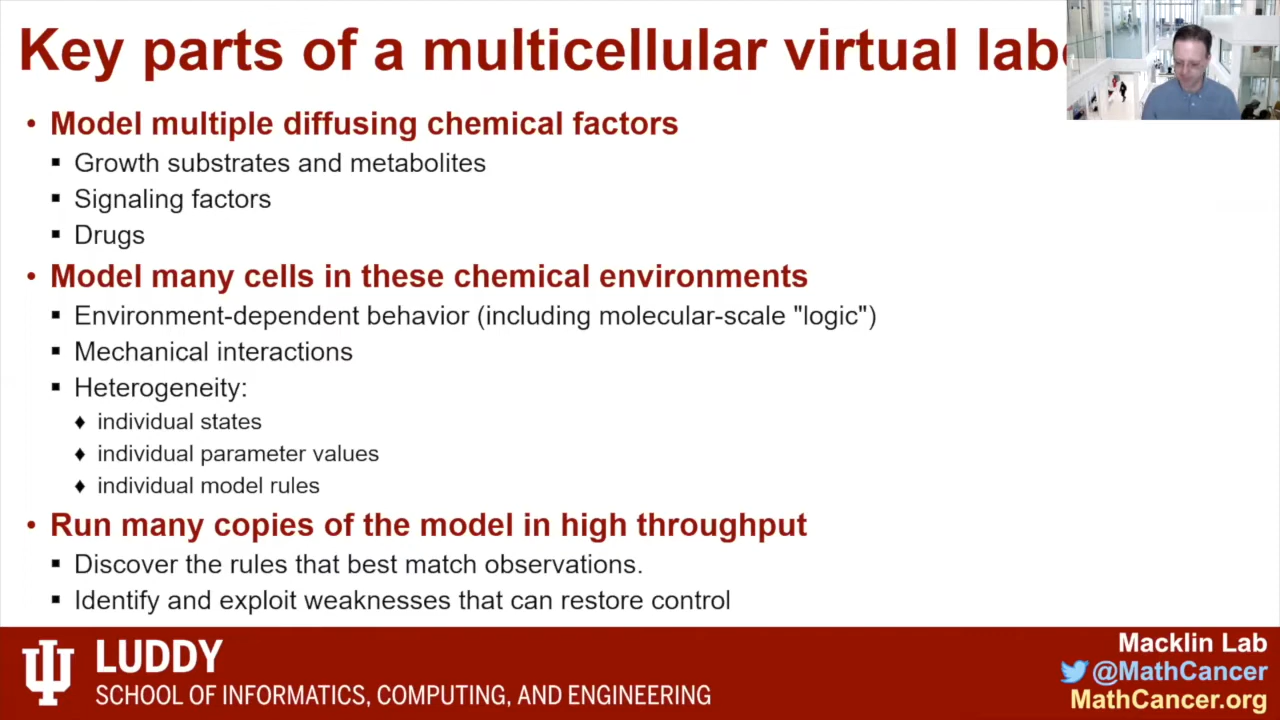 Key parts of a multicellular virtual lab
• Model multiple diffusing chemical factors
▪ Growth substrates and metabolites
▪ Signaling factors
▪ Drugs
• Model many cells in these chemical environments
▪ Environment-dependent behavior (including molecular-scale "logic")
▪ Mechanical interactions
▪ Heterogeneity:
♦ individual states
♦ individual parameter values
♦ individual model rules
• Run many copies of the model in high throughput
▪ Discover the rules that best match observations.
▪ Identify and exploit weaknesses that can restore control
LUDDY
SCHOOL OF INFORMATICS, COMPUTING, AND ENGINEERING
Macklin Lab
@MathCancer
MathCancer.org